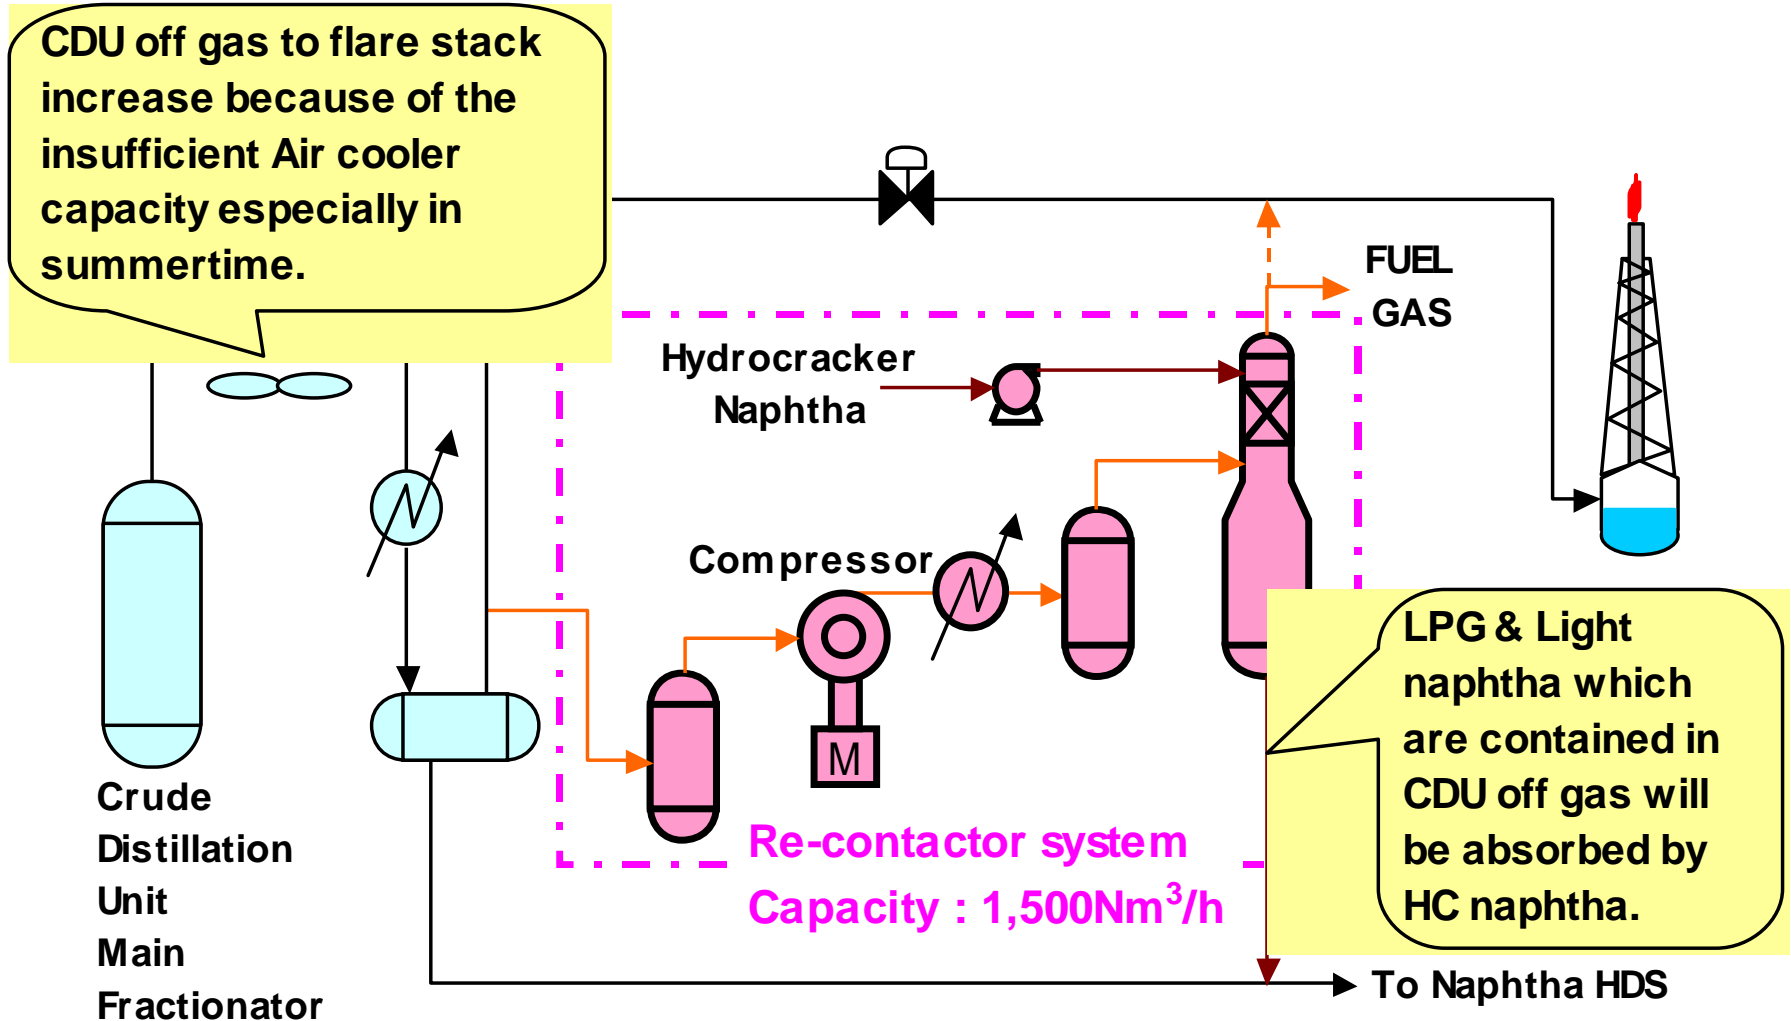 CDU off gas to flare stack
increase because of the
insufficient Air cooler
capacity especially in
summertime.
FUEL
GAS
Hydrocracker
Naphtha
Compressor
M
LPG & Light
naphtha which
are contained in
CDU off gas will
be absorbed by
HC naphtha.
Crude
Distillation
Unit
Main
Fractionator
Re-contactor system
Capacity : 1,500Nm³/h
To Naphtha HDS